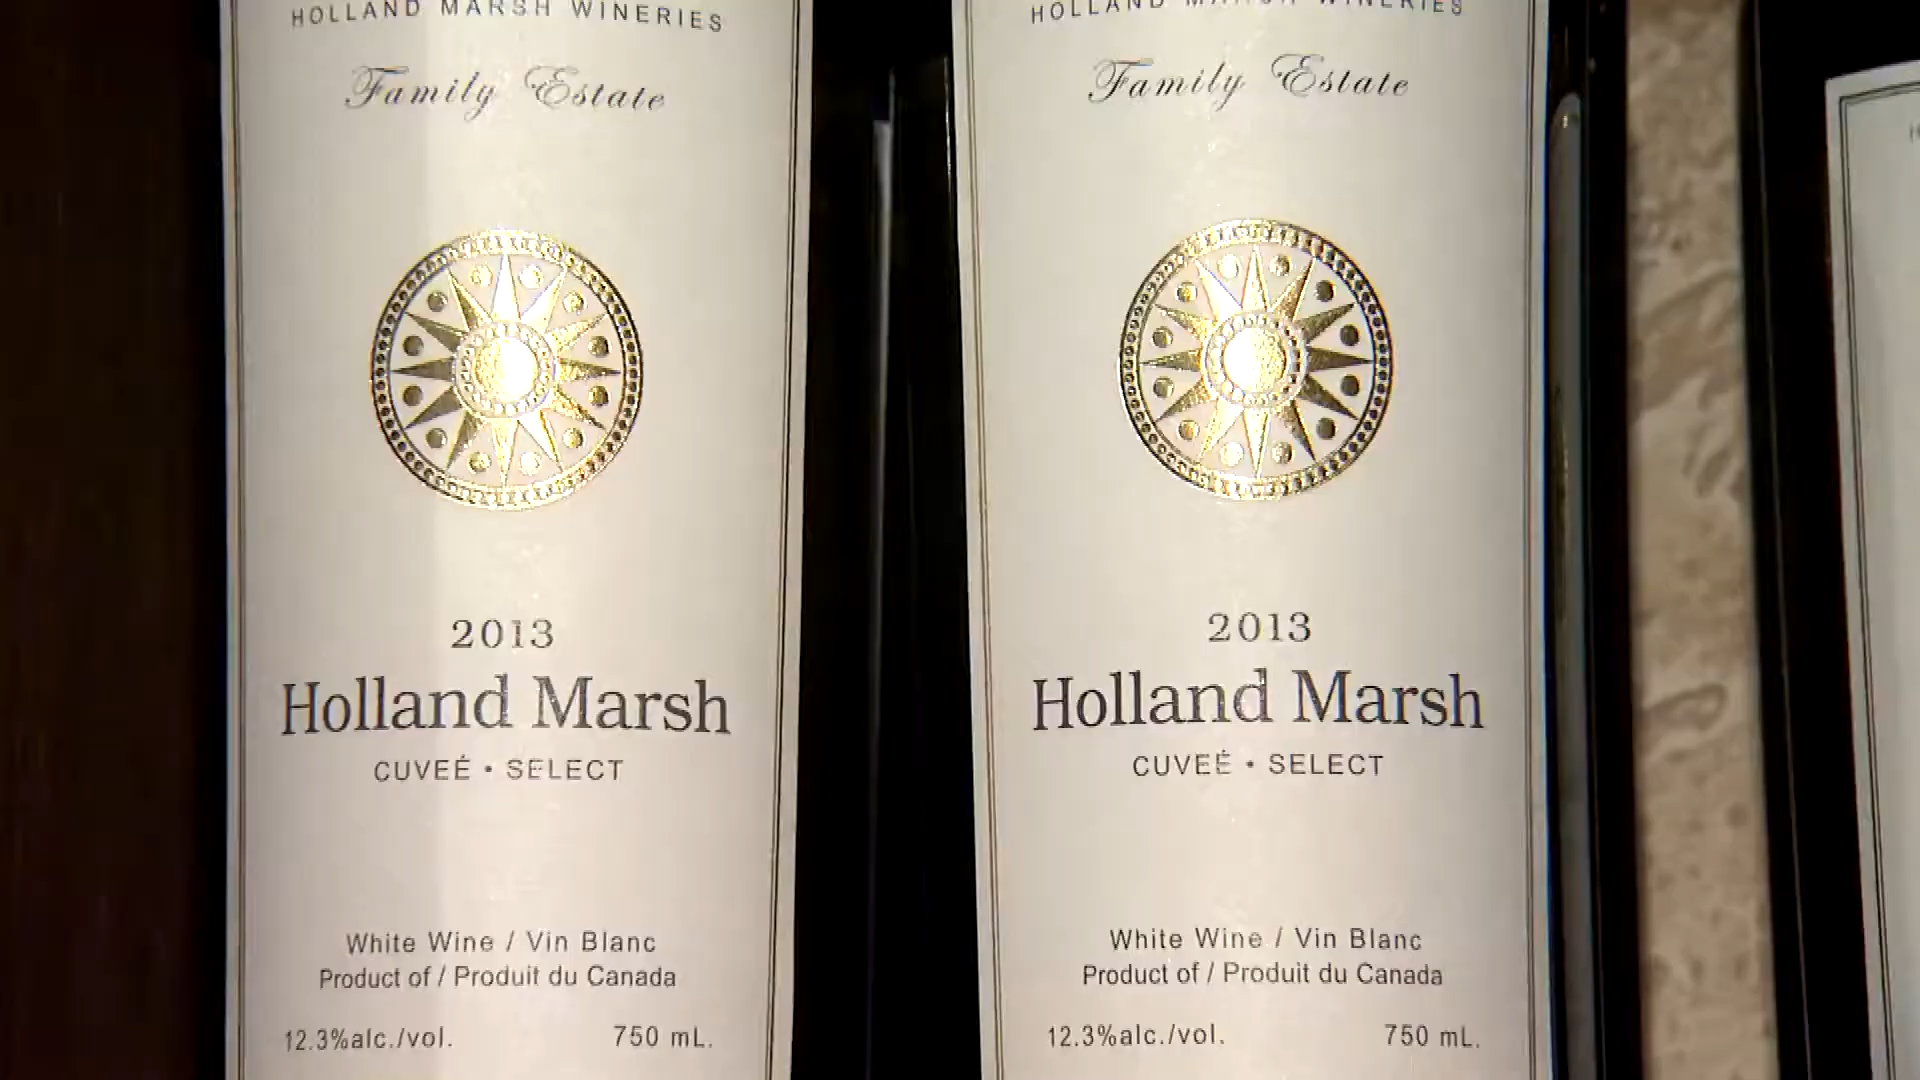 HOLLAND MARSH WINERIES
Family Estate
2013
Holland Marsh
CUVEÉ • SELECT
White Wine / Vin Blanc
Product of / Produit du Canada
12.3%alc./vol. 750 mL.
HOLLAND MARSH WINERIES
Family Estate
2013
Holland Marsh
CUVEÉ • SELECT
White Wine / Vin Blanc
Product of / Produit du Canada
12.3%alc./vol. 750 mL.